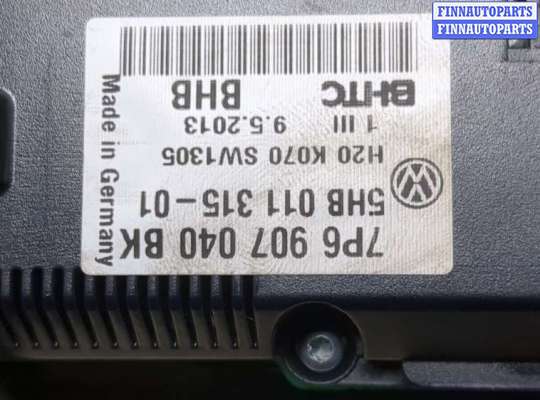 FINNAUTOPARTS
FINNAUTOPARTS
7P6 907 040 BK
5HB 011 315-01
H20 K070 SW1305
1 III 9.5.2013
BHTC BHB
Made in Germany